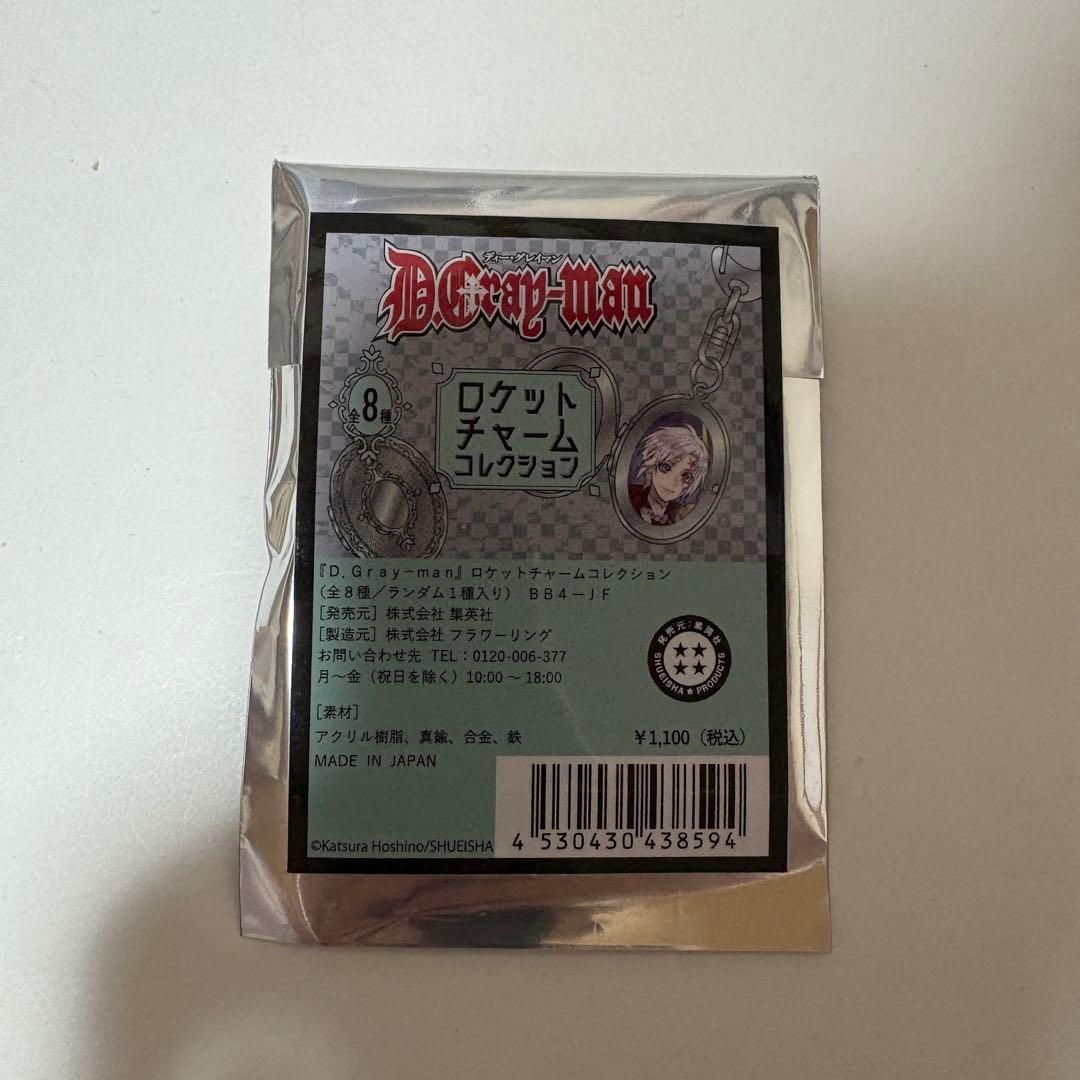 ディー・グレイマン
D.Gray-man
全8種
ロケット
チャーム
コレクション
『D.Gray-man』ロケットチャームコレクション
(全8種/ランダム1種入り) BB4-JF
[発売元] 株式会社 集英社
[製造元] 株式会社 フラワーリング
お問い合わせ先 TEL:0120-006-377
月~金(祝日を除く)10:00~18:00
発売元:集英社
SHUEISHA★PRODUCTS
[素材]
アクリル樹脂、真鍮、合金、鉄
¥1,100(税込)
MADE IN JAPAN
4 530430 438594
©Katsura Hoshino/SHUEISHA